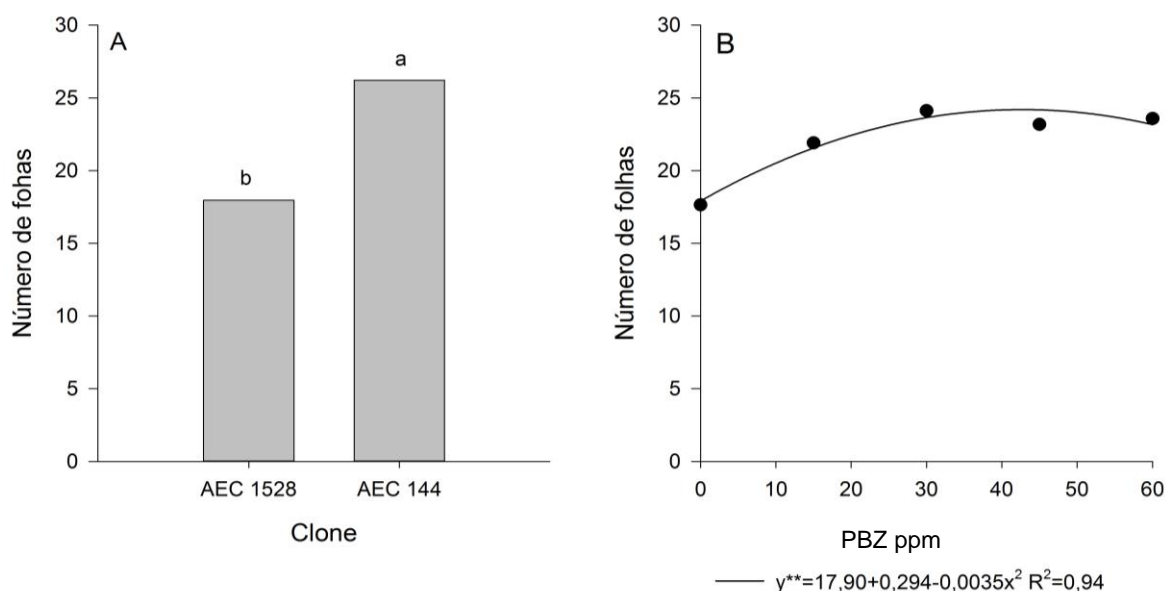 A
30
25
20
15
10
5
0
Número de fohas
b
a
AEC 1528 AEC 144
Clone
B
30
25
20
15
10
5
0
Número de folhas
0 10 20 30 40 50 60
PBZ ppm
y**=17,90+0,294-0,0035x² R²=0,94